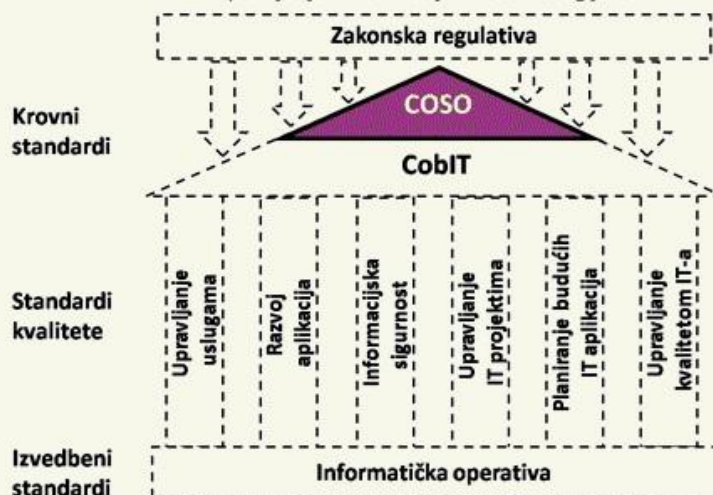 Zakonska regulativa
Krovni
standardi
COSO
CobIT
Standardi
kvalitete
Upravljanje
uslugama
Razvoj
aplikacija
Informacijska
sigurnost
Upravljanje
IT projektima
Planiranje budućih
IT aplikacija
Upravljanje
kvalitetom IT-a
Izvedbeni
standardi
Informatička operativa